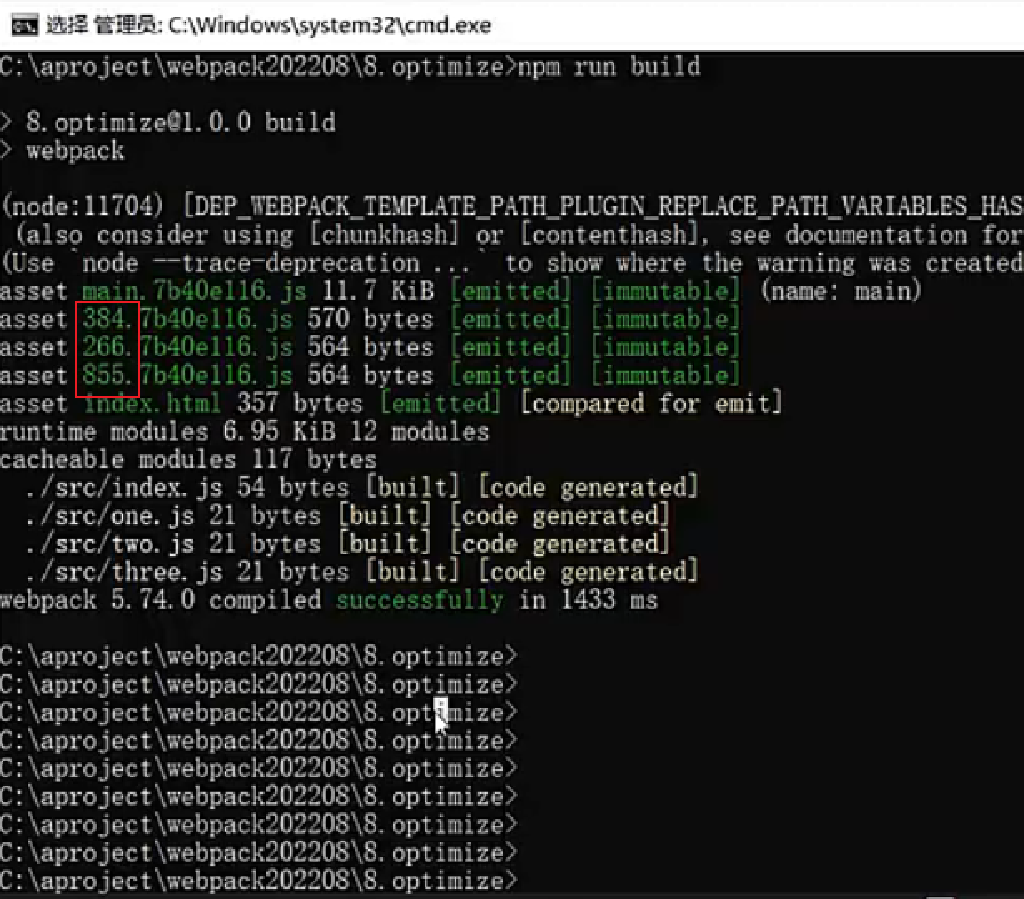 选择 管理员: C:\Windows\system32\cmd.exe
C:\aproject\webpack202208\8.optimize>npm run build
> 8.optimize@1.0.0 build
> webpack
(node:11704) [DEP_WEBPACK_TEMPLATE_PATH_PLUGIN_REPLACE_PATH_VARIABLES_HAS
(also consider using [chunkhash] or [contenthash], see documentation for
(Use `node --trace-deprecation ...` to show where the warning was created
asset main.7b40e116.js 11.7 KiB [emitted] [immutable] (name: main)
asset 384.7b40e116.js 570 bytes [emitted] [immutable]
asset 266.7b40e116.js 564 bytes [emitted] [immutable]
asset 855.7b40e116.js 564 bytes [emitted] [immutable]
asset index.html 357 bytes [emitted] [compared for emit]
runtime modules 6.95 KiB 12 modules
cacheable modules 117 bytes
./src/index.js 54 bytes [built] [code generated]
./src/one.js 21 bytes [built] [code generated]
./src/two.js 21 bytes [built] [code generated]
./src/three.js 21 bytes [built] [code generated]
webpack 5.74.0 compiled successfully in 1433 ms
C:\aproject\webpack202208\8.optimize>
C:\aproject\webpack202208\8.optimize>
C:\aproject\webpack202208\8.optimize>
C:\aproject\webpack202208\8.optimize>
C:\aproject\webpack202208\8.optimize>
C:\aproject\webpack202208\8.optimize>
C:\aproject\webpack202208\8.optimize>
C:\aproject\webpack202208\8.optimize>
C:\aproject\webpack202208\8.optimize>